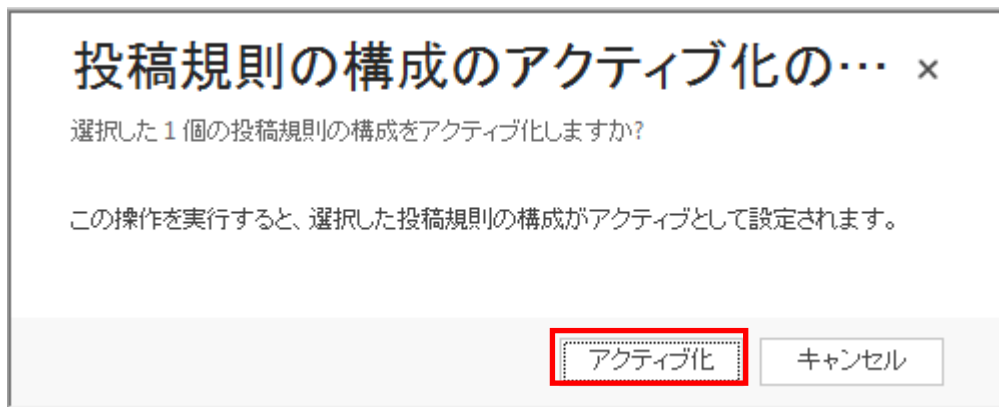 投稿規則の構成のアクティブ化の… ×
選択した 1 個の投稿規則の構成をアクティブ化しますか?
この操作を実行すると、選択した投稿規則の構成がアクティブとして設定されます。
アクティブ化 キャンセル